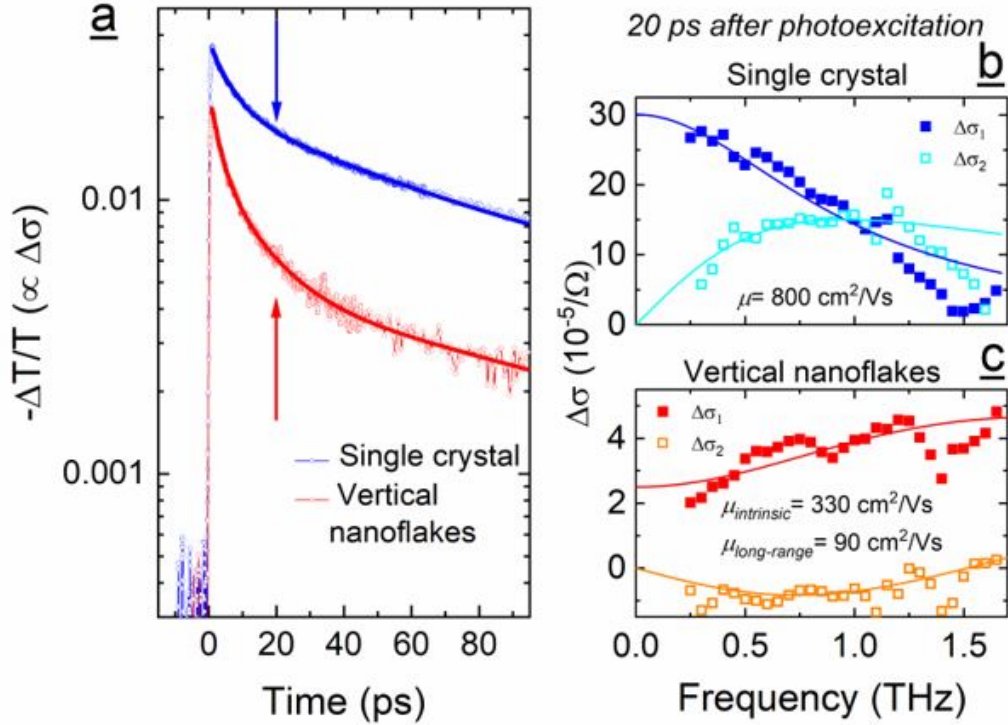 a
-ΔT/T (∝ Δσ)
0.01
0.001
0
20
40
60
80
Time (ps)
Single crystal
Vertical
nanoflakes
20 ps after photoexcitation
Single crystal
b
Δσ₁
Δσ₂
30
20
10
0
μ= 800 cm²/Vs
Δσ (10⁻⁵/Ω)
Vertical nanoflakes
c
Δσ₁
Δσ₂
4
2
0
μintrinsic= 330 cm²/Vs
μlong-range= 90 cm²/Vs
0.0
0.5
1.0
1.5
Frequency (THz)